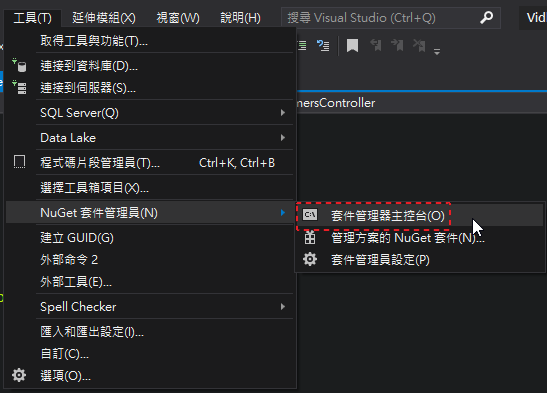 工具(T) 延伸模組(X) 視窗(W) 說明(H) 搜尋 Visual Studio (Ctrl+Q) Vid
取得工具與功能(T)...
連接到資料庫(D)...
連接到伺服器(S)...
mersController
SQL Server(Q)
Data Lake
程式碼片段管理員(T)... Ctrl+K, Ctrl+B
選擇工具箱項目(X)...
NuGet 套件管理員(N)
套件管理器主控台(O)
建立 GUID(G)
管理方案的 NuGet 套件(N)...
外部命令 2
套件管理員設定(P)
外部工具(E)...
Spell Checker
匯入和匯出設定(I)...
自訂(C)...
選項(O)...